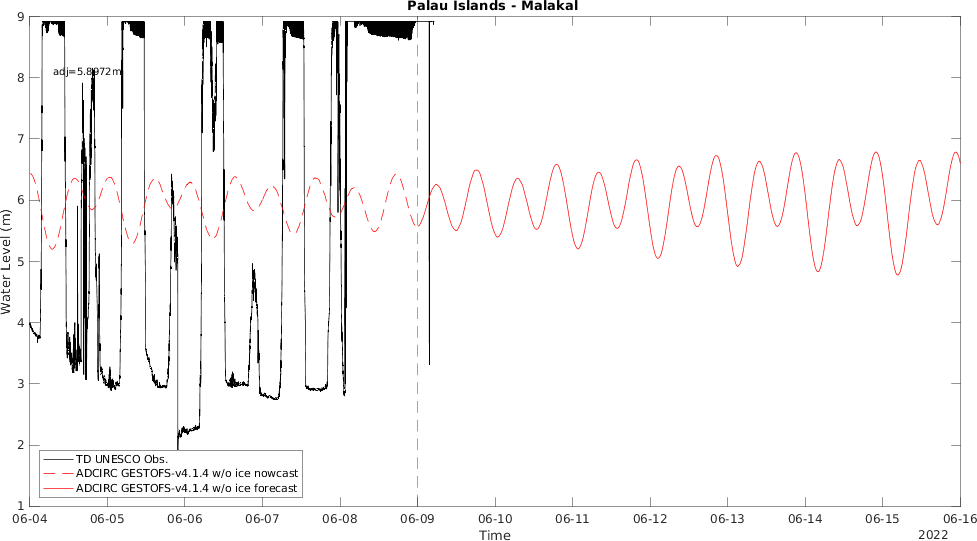 Palau Islands - Malakal
9
8
7
6
5
4
3
2
1
Water Level (m)
adj=5.8972m
TD UNESCO Obs.
ADCIRC GESTOFS-v4.1.4 w/o ice nowcast
ADCIRC GESTOFS-v4.1.4 w/o ice forecast
06-04 06-05 06-06 06-07 06-08 06-09 06-10 06-11 06-12 06-13 06-14 06-15 06-16
Time
2022